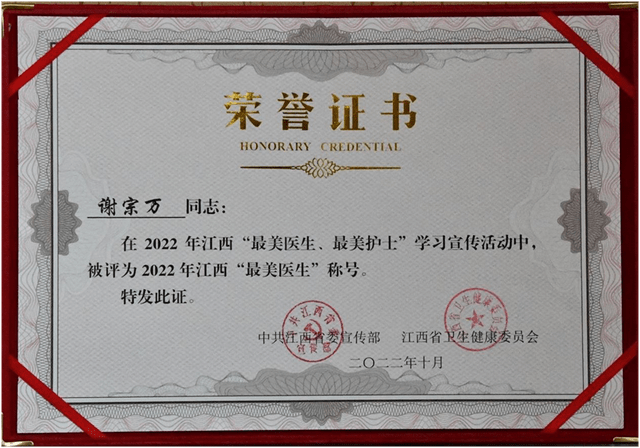 荣誉证书
HONORARY CREDENTIAL
谢宗万 同志：
在 2022 年江西“最美医生、最美护士”学习宣传活动中，
被评为 2022 年江西“最美医生”称号。
特发此证。
中共江西省委宣传部 江西省卫生健康委员会
二〇二二年十月